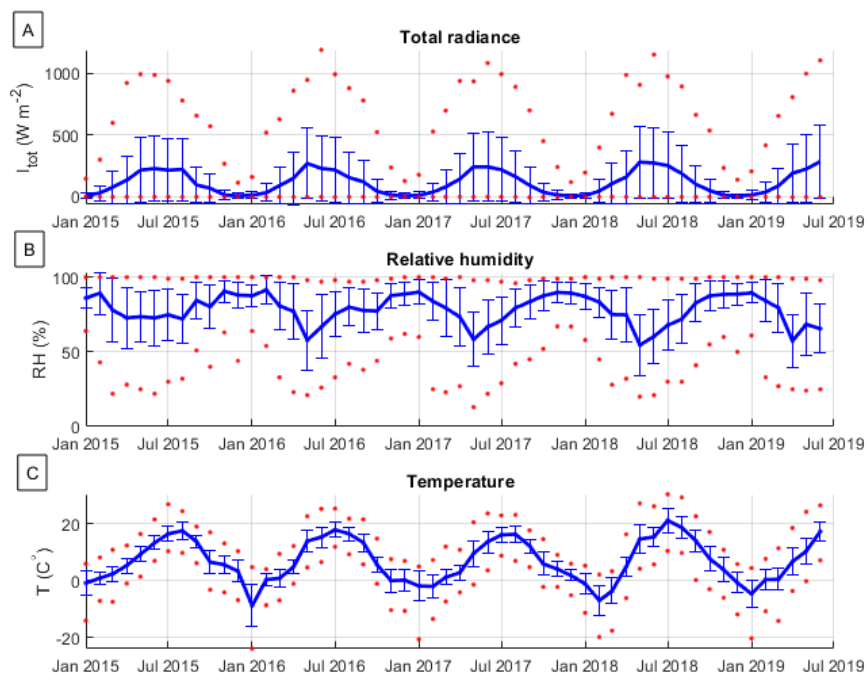 A
Total radiance
I_tot (W m⁻²)
1000
500
0
Jan 2015 Jul 2015 Jan 2016 Jul 2016 Jan 2017 Jul 2017 Jan 2018 Jul 2018 Jan 2019 Jul 2019
B
Relative humidity
RH (%)
100
50
0
Jan 2015 Jul 2015 Jan 2016 Jul 2016 Jan 2017 Jul 2017 Jan 2018 Jul 2018 Jan 2019 Jul 2019
C
Temperature
T (C°)
20
0
-20
Jan 2015 Jul 2015 Jan 2016 Jul 2016 Jan 2017 Jul 2017 Jan 2018 Jul 2018 Jan 2019 Jul 2019